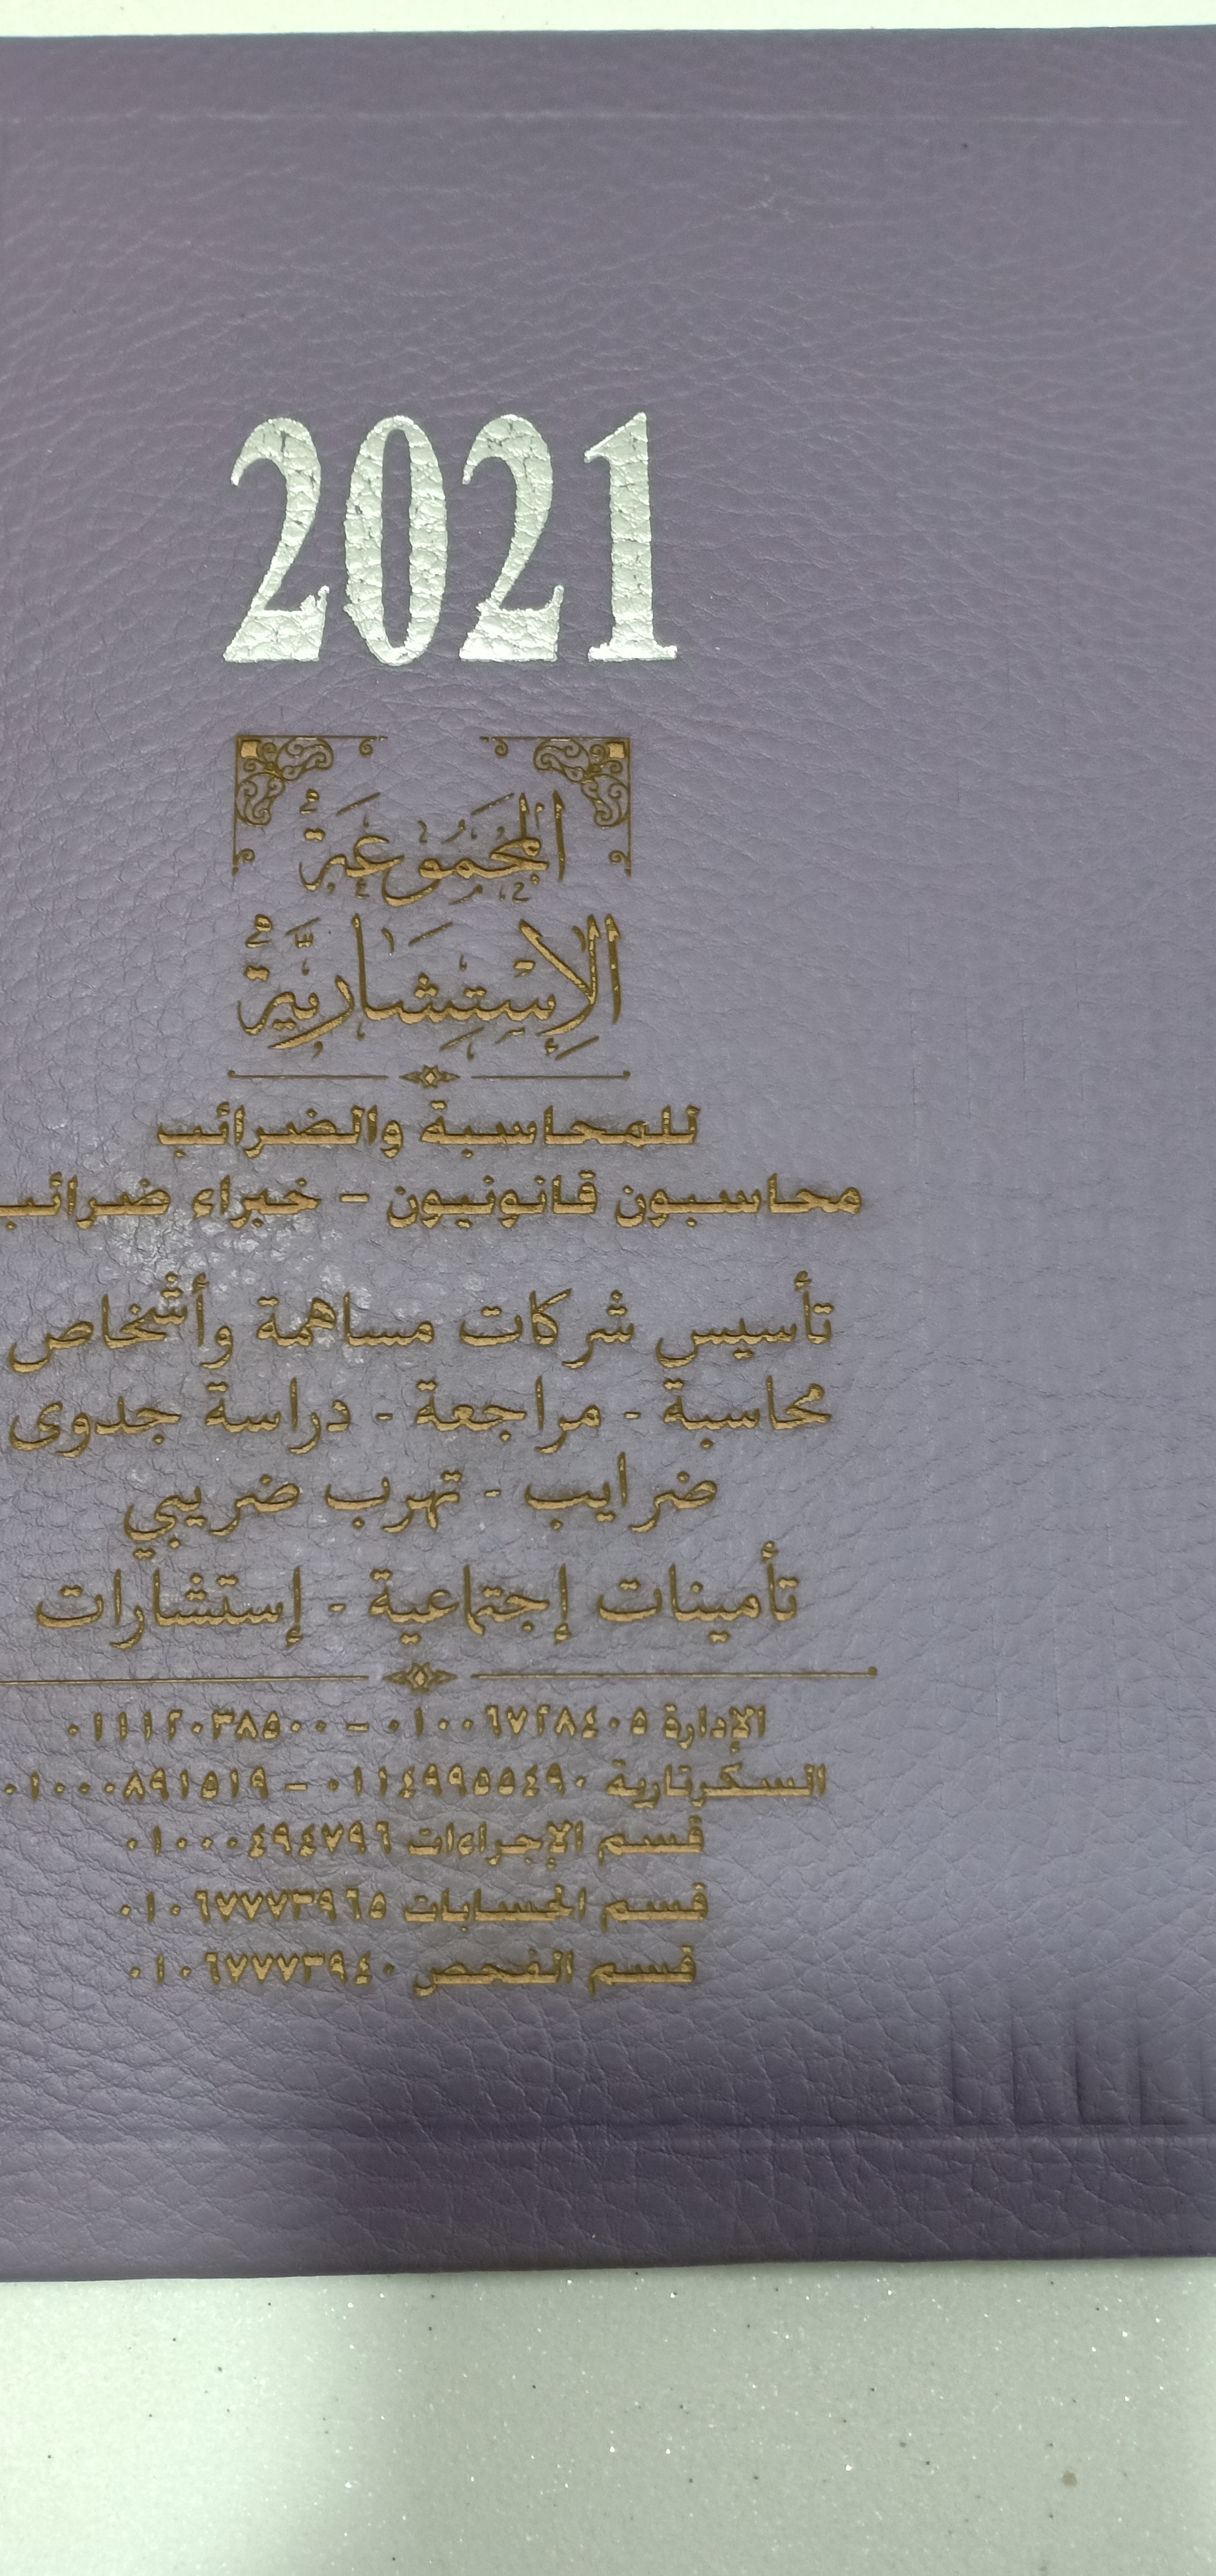 2021
المجموعة
الإستشارية
للمحاسبة والضرائب
محاسبون قانونيون - خبراء ضرائب
تأسيس شركات مساهمة وأشخاص
محاسبة - مراجعة - دراسة جدوى
ضرايب - تهرب ضريبي
تأمينات إجتماعية - إستشارات
الإدارة ٠١٠٠٦٧٢٨٤٠٥ - ٠١١١٢٠٣٨٥٠٠
السكرتارية ٠١١٤٩٩٥٥٤٩٠ - ٠١٠٠٠٨٩١٥١٩
قسم الإجراءات ٠١٠٠٠٤٩٤٧٩٦
قسم الحسابات ٠١٠٦٧٧٧٣٩٦٥
قسم الفحص ٠١٠٦٧٧٧٣٩٤٠